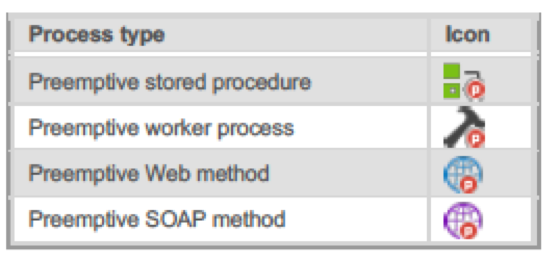 Process type Icon
Preemptive stored procedure P
Preemptive worker process P
Preemptive Web method P
Preemptive SOAP method P